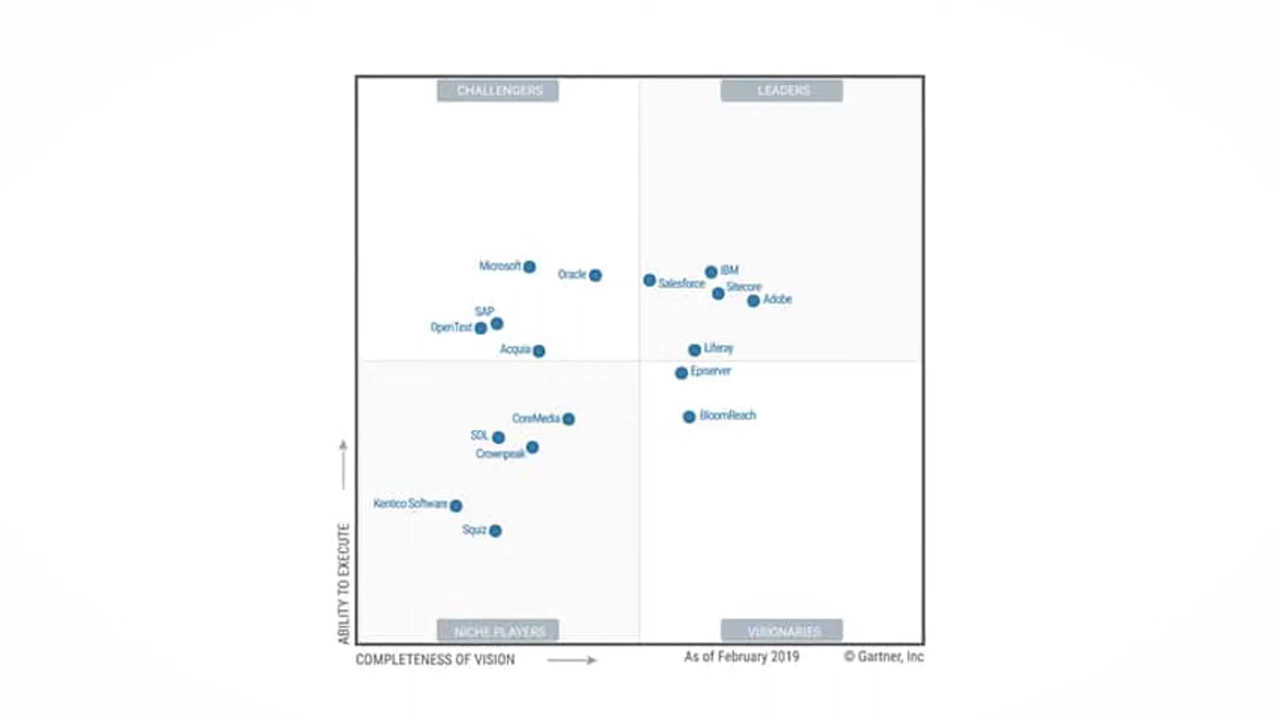 CHALLENGERS
LEADERS
Microsoft
Oracle
IBM
Salesforce
Sitecore
Adobe
SAP
OpenText
Acquia
Liferay
Episerver
CoreMedia
BloomReach
SDL
Crownpeak
Kentico Software
Squiz
ABILITY TO EXECUTE
NICHE PLAYERS
VISIONARIES
COMPLETENESS OF VISION
As of February 2019
© Gartner, Inc